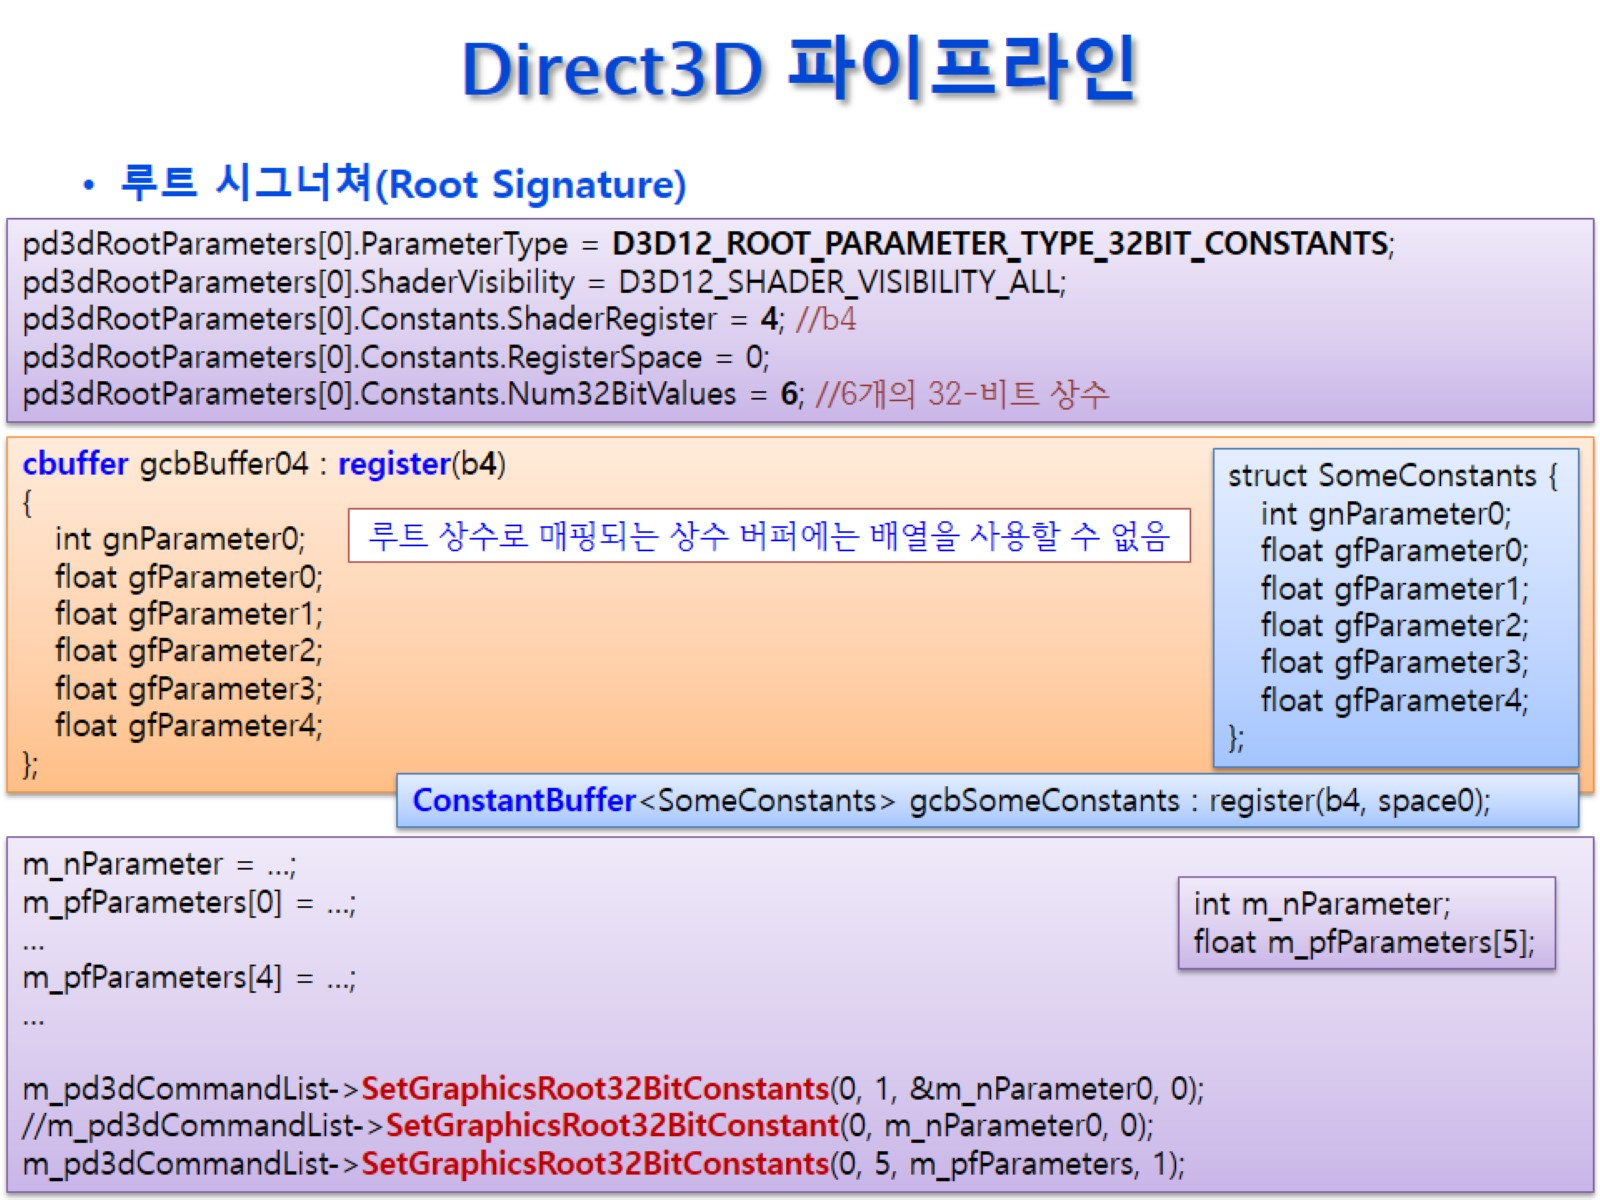 Direct3D 파이프라인
• 루트 시그너쳐(Root Signature)
pd3dRootParameters[0].ParameterType = D3D12_ROOT_PARAMETER_TYPE_32BIT_CONSTANTS;
pd3dRootParameters[0].ShaderVisibility = D3D12_SHADER_VISIBILITY_ALL;
pd3dRootParameters[0].Constants.ShaderRegister = 4; //b4
pd3dRootParameters[0].Constants.RegisterSpace = 0;
pd3dRootParameters[0].Constants.Num32BitValues = 6; //6개의 32-비트 상수
cbuffer gcbBuffer04 : register(b4)
{
int gnParameter0;
float gfParameter0;
float gfParameter1;
float gfParameter2;
float gfParameter3;
float gfParameter4;
};
루트 상수로 매핑되는 상수 버퍼에는 배열을 사용할 수 없음
struct SomeConstants {
int gnParameter0;
float gfParameter0;
float gfParameter1;
float gfParameter2;
float gfParameter3;
float gfParameter4;
};
ConstantBuffer<SomeConstants> gcbSomeConstants : register(b4, space0);
m_nParameter = ...;
m_pfParameters[0] = ...;
...
m_pfParameters[4] = ...;
...
int m_nParameter;
float m_pfParameters[5];
m_pd3dCommandList->SetGraphicsRoot32BitConstants(0, 1, &m_nParameter0, 0);
//m_pd3dCommandList->SetGraphicsRoot32BitConstant(0, m_nParameter0, 0);
m_pd3dCommandList->SetGraphicsRoot32BitConstants(0, 5, m_pfParameters, 1);